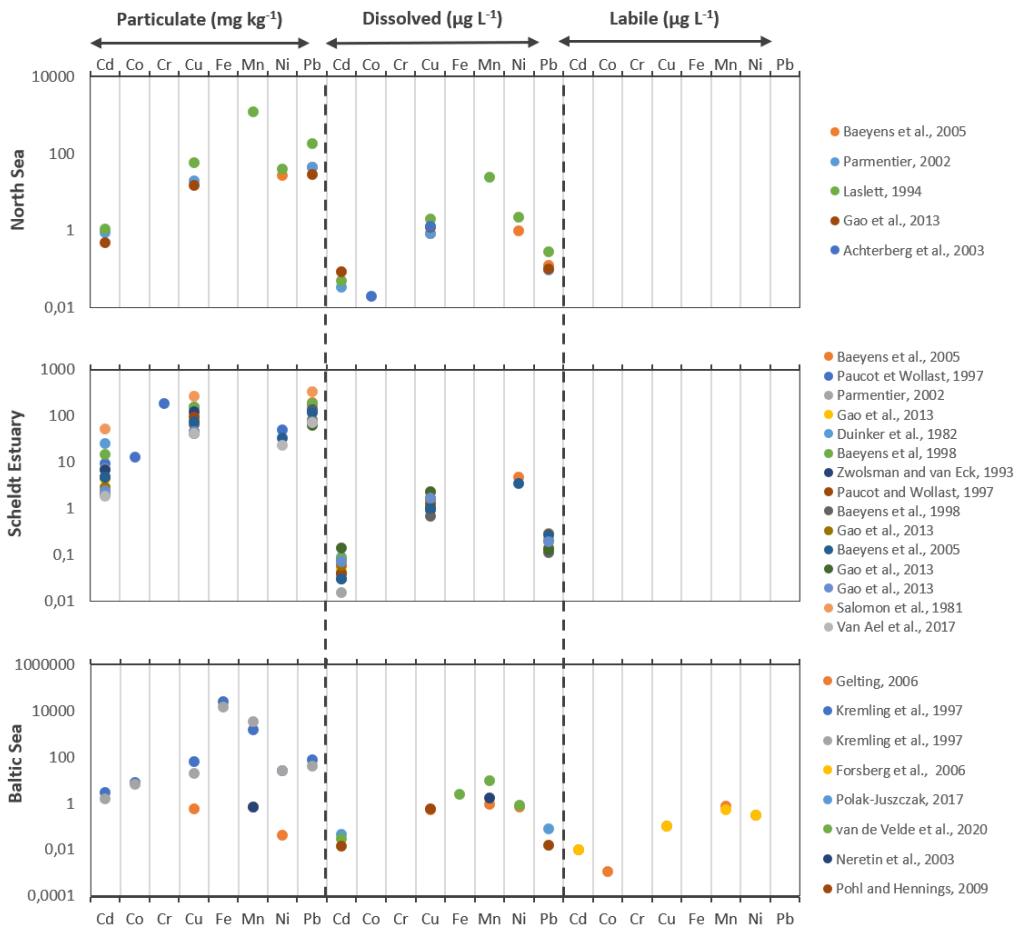 Particulate (mg kg⁻¹) Dissolved (µg L⁻¹) Labile (µg L⁻¹)
Cd Co Cr Cu Fe Mn Ni Pb Cd Co Cr Cu Fe Mn Ni Pb Cd Co Cr Cu Fe Mn Ni Pb
North Sea
10000
100
1
0,01
Baeyens et al., 2005
Parmentier, 2002
Laslett, 1994
Gao et al., 2013
Achterberg et al., 2003
Scheldt Estuary
1000
100
10
1
0,1
0,01
Baeyens et al., 2005
Paucot et Wollast, 1997
Parmentier, 2002
Gao et al., 2013
Duinker et al., 1982
Baeyens et al, 1998
Zwolsman and van Eck, 1993
Paucot and Wollast, 1997
Baeyens et al., 1998
Gao et al., 2013
Baeyens et al., 2005
Gao et al., 2013
Gao et al., 2013
Salomon et al., 1981
Van Ael et al., 2017
Baltic Sea
1000000
10000
100
1
0,01
0,0001
Gelting, 2006
Kremling et al., 1997
Kremling et al., 1997
Forsberg et al., 2006
Polak-Juszczak, 2017
van de Velde et al., 2020
Neretin et al., 2003
Pohl and Hennings, 2009
Cd Co Cr Cu Fe Mn Ni Pb Cd Co Cr Cu Fe Mn Ni Pb Cd Co Cr Cu Fe Mn Ni Pb